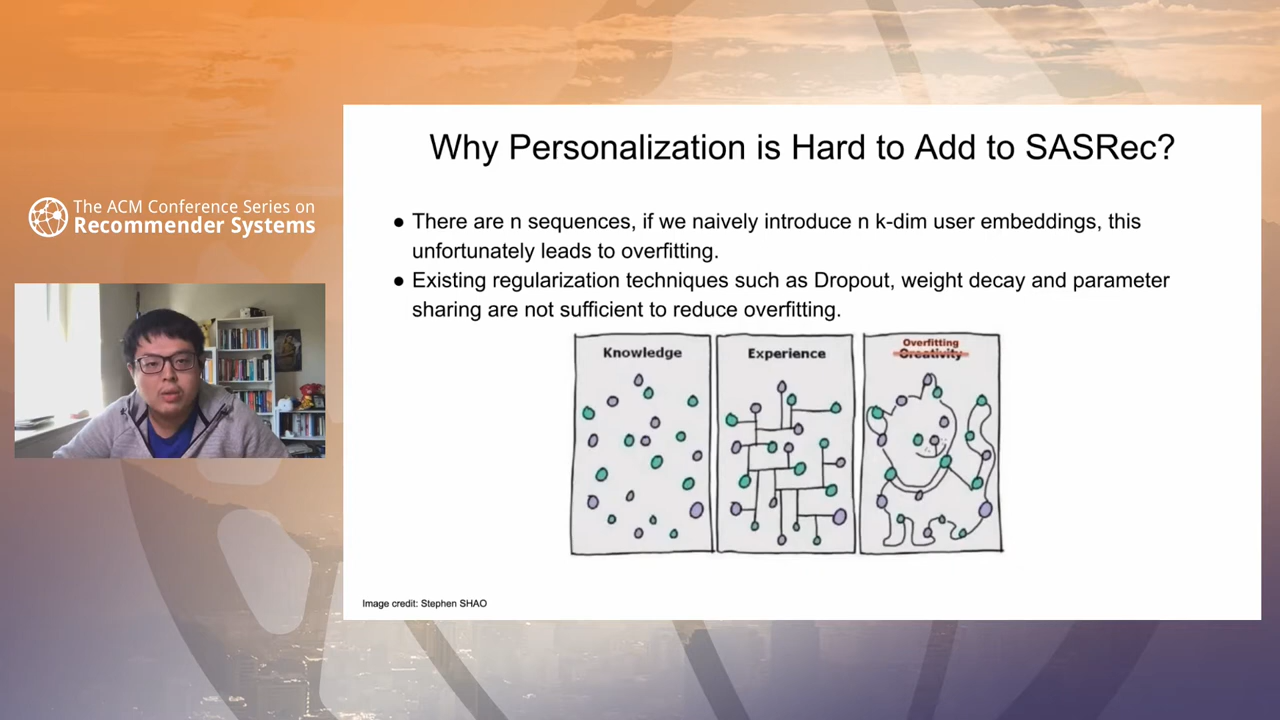 The ACM Conference Series on
Recommender Systems
Why Personalization is Hard to Add to SASRec?
● There are n sequences, if we naively introduce n k-dim user embeddings, this
unfortunately leads to overfitting.
● Existing regularization techniques such as Dropout, weight decay and parameter
sharing are not sufficient to reduce overfitting.
Knowledge
Experience
Overfitting
Creativity
Image credit: Stephen SHAO